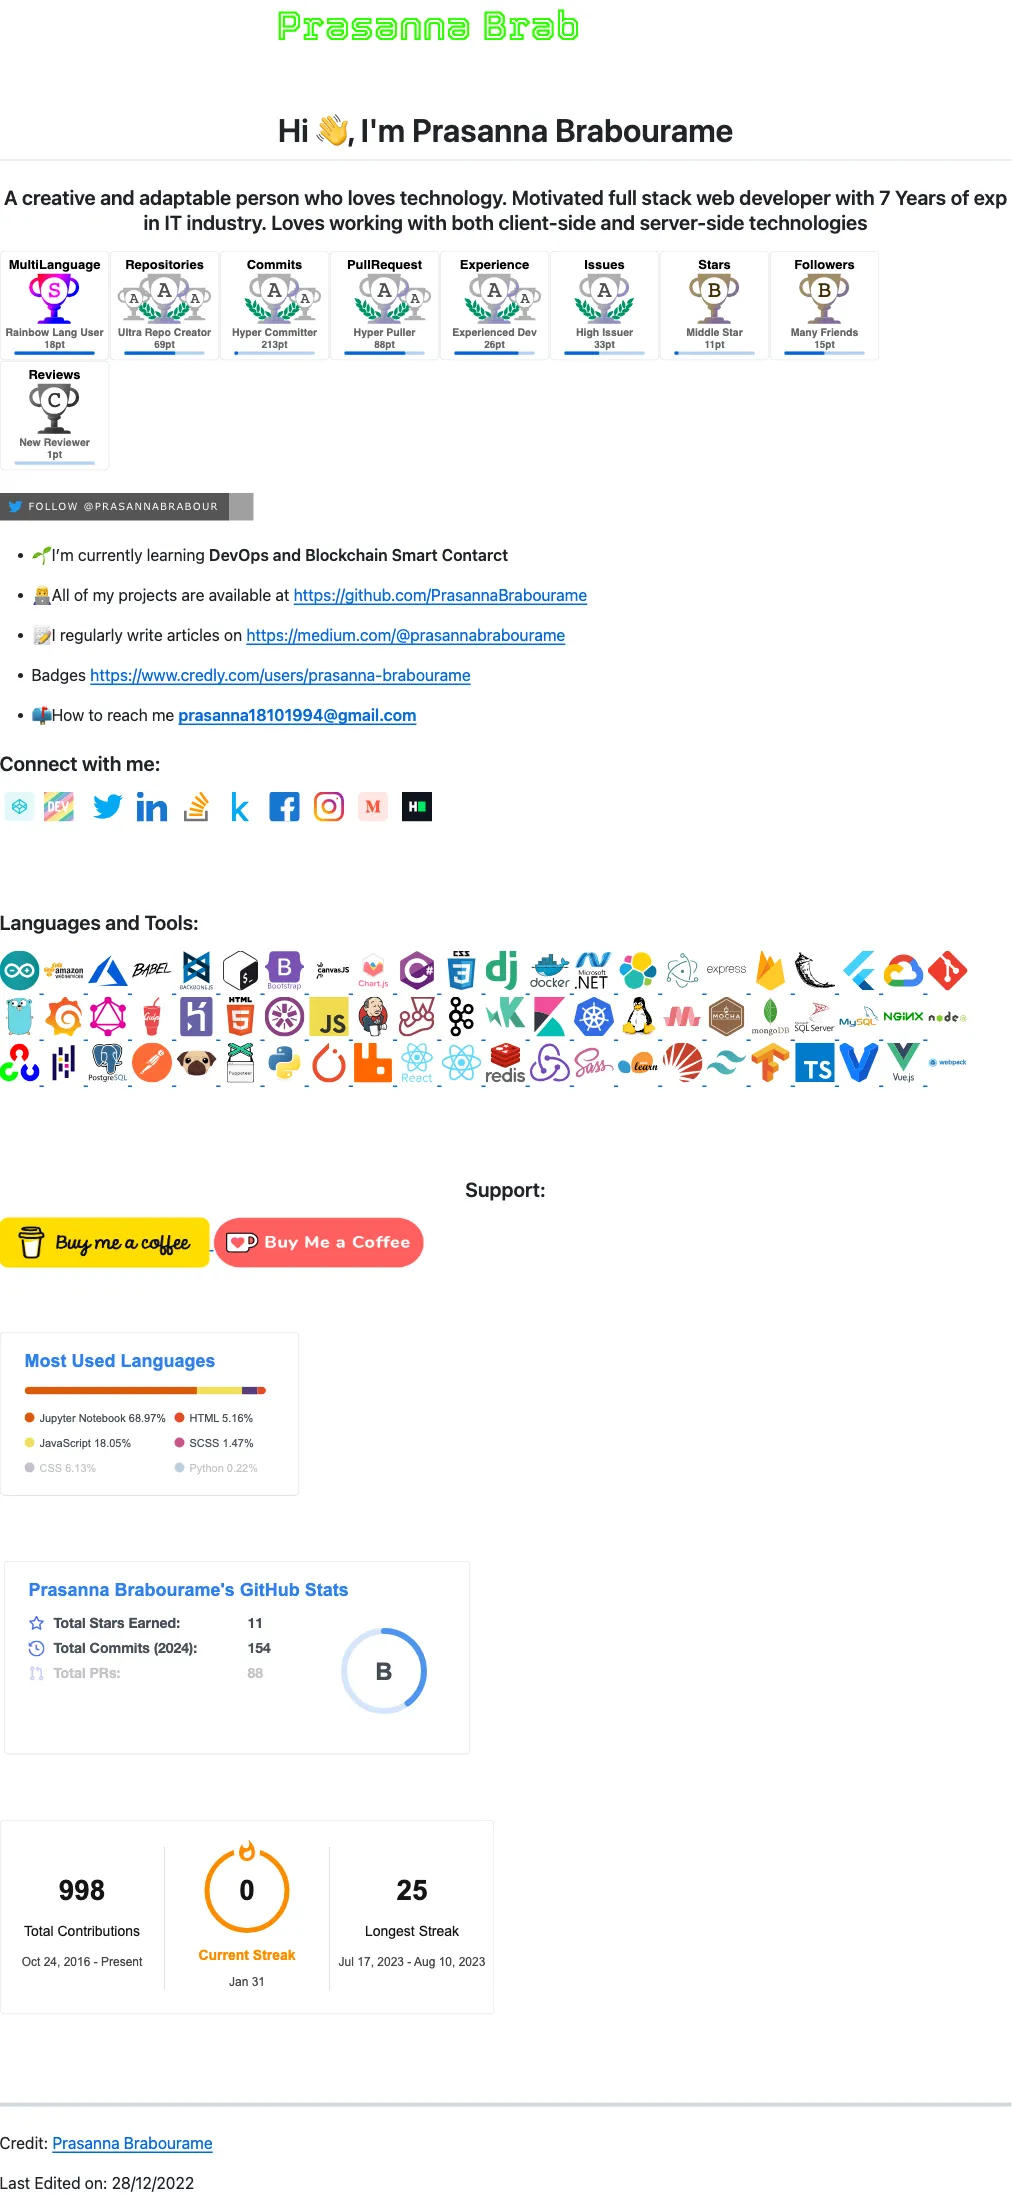 Prasanna Brab
Hi 👋, I'm Prasanna Brabourame
A creative and adaptable person who loves technology. Motivated full stack web developer with 7 Years of exp
in IT industry. Loves working with both client-side and server-side technologies
MultiLanguage Repositories Commits PullRequest Experience Issues Stars Followers
S A A A A A A A A A A B B
Rainbow Lang User Ultra Repo Creator Hyper Committer Hyper Puller Experienced Dev High Issuer Middle Star Many Friends
18pt 69pt 213pt 88pt 26pt 33pt 11pt 15pt
Reviews
C
New Reviewer
1pt
FOLLOW @PRASANNABRABOUR
• 🌱I’m currently learning DevOps and Blockchain Smart Contarct
• 👨‍💻All of my projects are available at https://github.com/PrasannaBrabourame
• 📝I regularly write articles on https://medium.com/@prasannabrabourame
• Badges https://www.credly.com/users/prasanna-brabourame
• 📫How to reach me prasanna18101994@gmail.com
Connect with me:
DEV in k M H
Languages and Tools:
amazon webservices BABEL BACKBONE.JS B Bootstrap canvasJS Chart.js C# CSS 3 dj docker Microsoft .NET express
Gulp HTML 5 JS MOCHA mongoDB SQL Server MySQL NGINX node
PostgreSQL Puppeteer React redis Sass learn TS Vue.js webpack
Support:
Buy me a coffee Buy Me a Coffee
Most Used Languages
Jupyter Notebook 68.97% HTML 5.16%
JavaScript 18.05% SCSS 1.47%
CSS 6.13% Python 0.22%
Prasanna Brabourame's GitHub Stats
Total Stars Earned: 11
Total Commits (2024): 154
Total PRs: 88
B
998 0 25
Total Contributions Current Streak Longest Streak
Oct 24, 2016 - Present Jan 31 Jul 17, 2023 - Aug 10, 2023
Credit: Prasanna Brabourame
Last Edited on: 28/12/2022